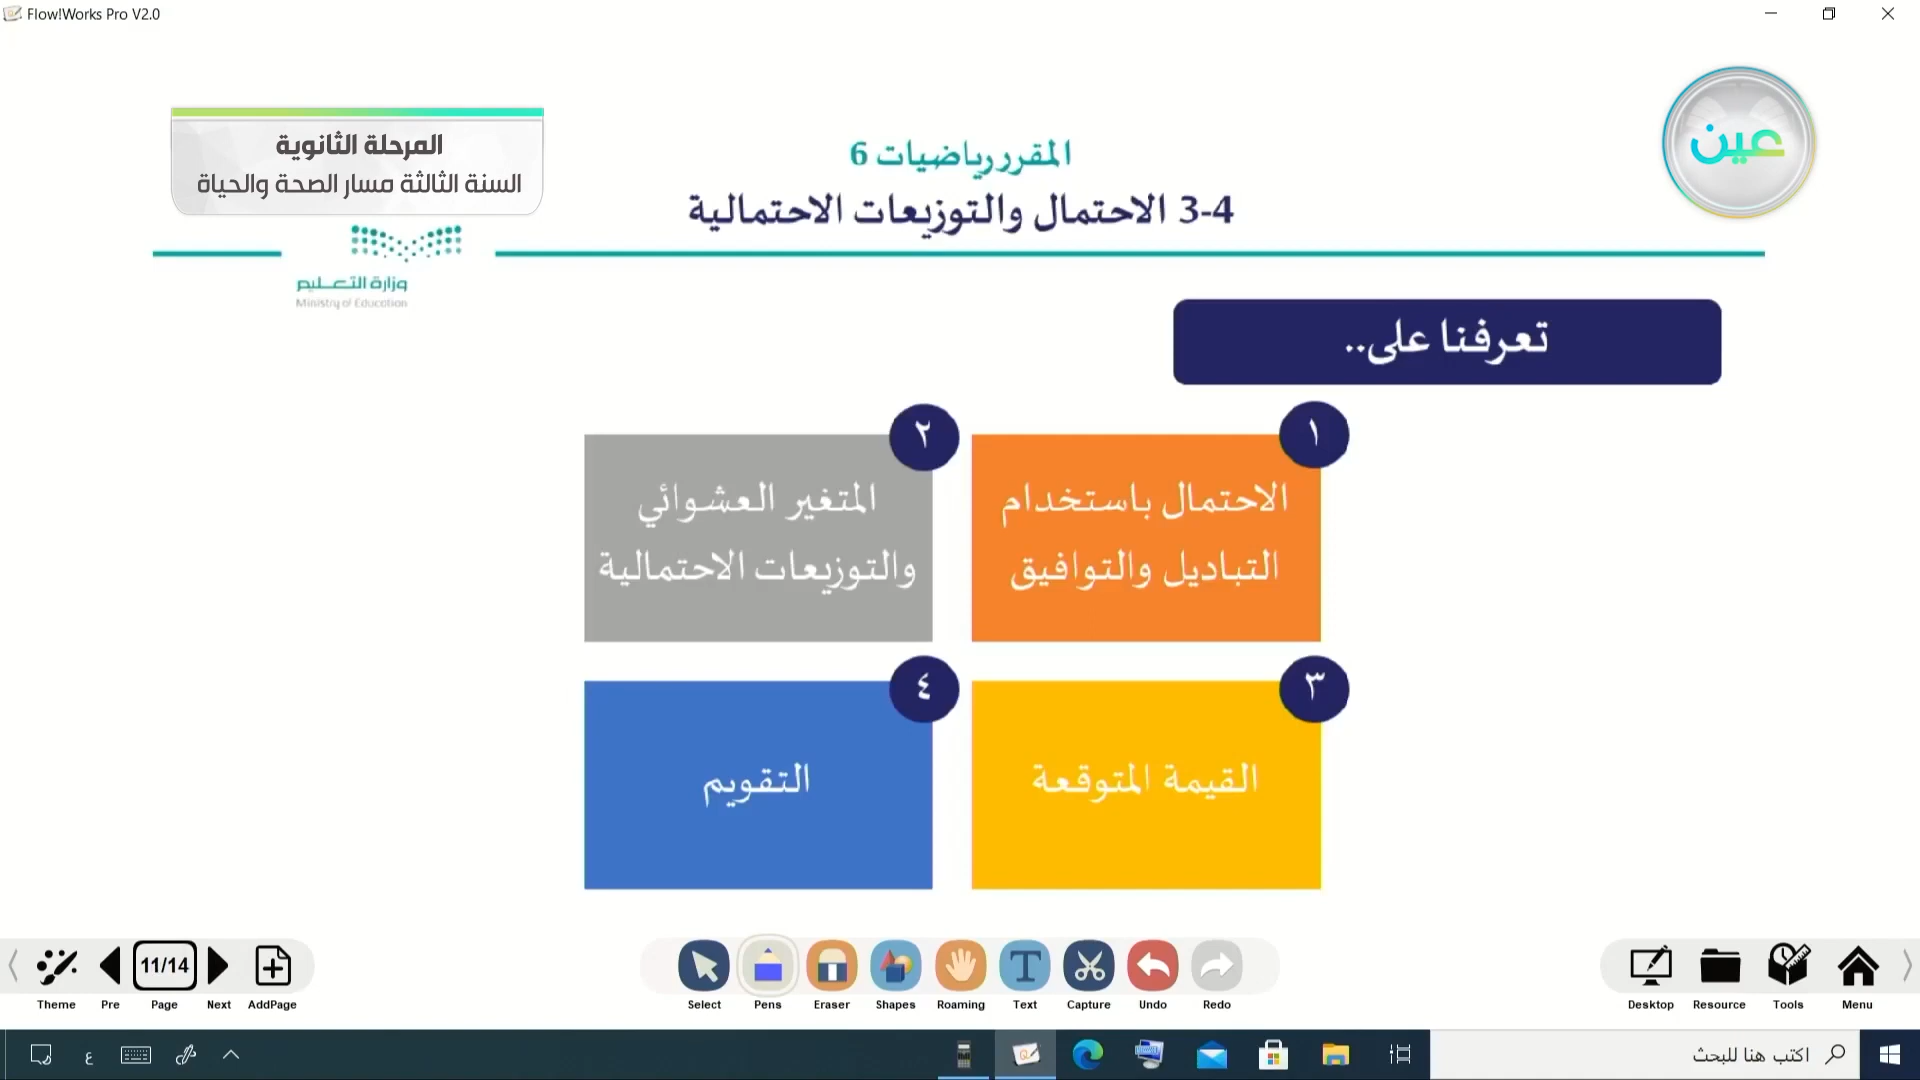 Flow!Works Pro V2.0
عين
المرحلة الثانوية
السنة الثالثة مسار الصحة والحياة
المقرر رياضيات 6
3-4 الاحتمال والتوزيعات الاحتمالية
وزارة التعليم
Ministry of Education
تعرفنا على..
١
الاحتمال باستخدام
التباديل والتوافيق
٢
المتغير العشوائي
والتوزيعات الاحتمالية
٣
القيمة المتوقعة
٤
التقويم
11/14
Theme
Pre
Page
Next
AddPage
Select
Pens
Eraser
Shapes
Roaming
Text
Capture
Undo
Redo
Desktop
Resource
Tools
Menu
ع
اكتب هنا للبحث